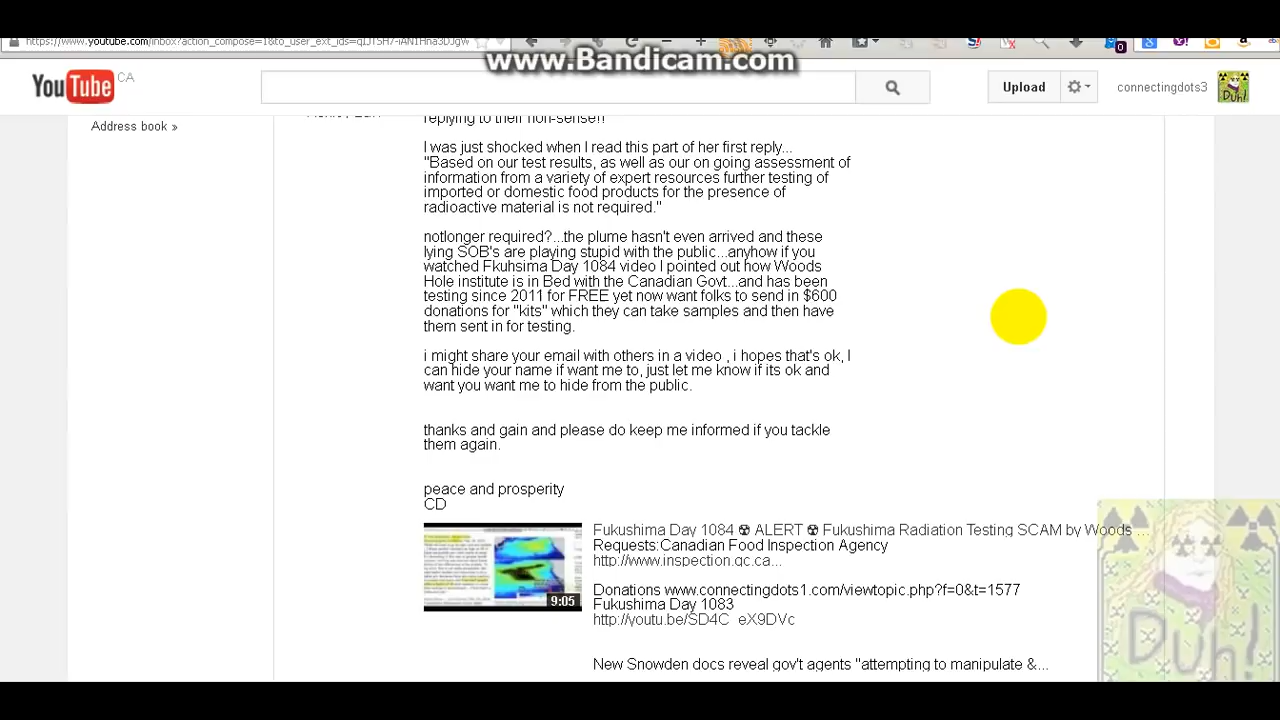 https://www.youtube.com/inbox?action_compose=1&to_user_ext_ids=
www.Bandicam.com
YouTube CA
Upload
connectingdots3
Duh!
Address book »
replying to their non-sense!!
I was just shocked when I read this part of her first reply...
"Based on our test results, as well as our on going assessment of
information from a variety of expert resources further testing of
imported or domestic food products for the presence of
radioactive material is not required."
notlonger required?...the plume hasn't even arrived and these
lying SOB's are playing stupid with the public...anyhow if you
watched Fkuhsima Day 1084 video I pointed out how Woods
Hole institute is in Bed with the Canadian Govt...and has been
testing since 2011 for FREE yet now want folks to send in $600
donations for "kits" which they can take samples and then have
them sent in for testing.
i might share your email with others in a video , i hopes that's ok, I
can hide your name if want me to, just let me know if its ok and
want you want me to hide from the public.
thanks and gain and please do keep me informed if you tackle
them again.
peace and prosperity
CD
9:05
Fukushima Day 1084 ☢ ALERT ☢ Fukushima Radiation Testing SCAM by Woods...
Requests:Canadian Food Inspection Agency
http://www.inspection.gc.ca...
Donations www.connectingdots1.com/viewtopic.php?f=0&t=1577
Fukushima Day 1083
http://youtu.be/SD4C_eX9DVc
New Snowden docs reveal gov't agents "attempting to manipulate &...
Duh!